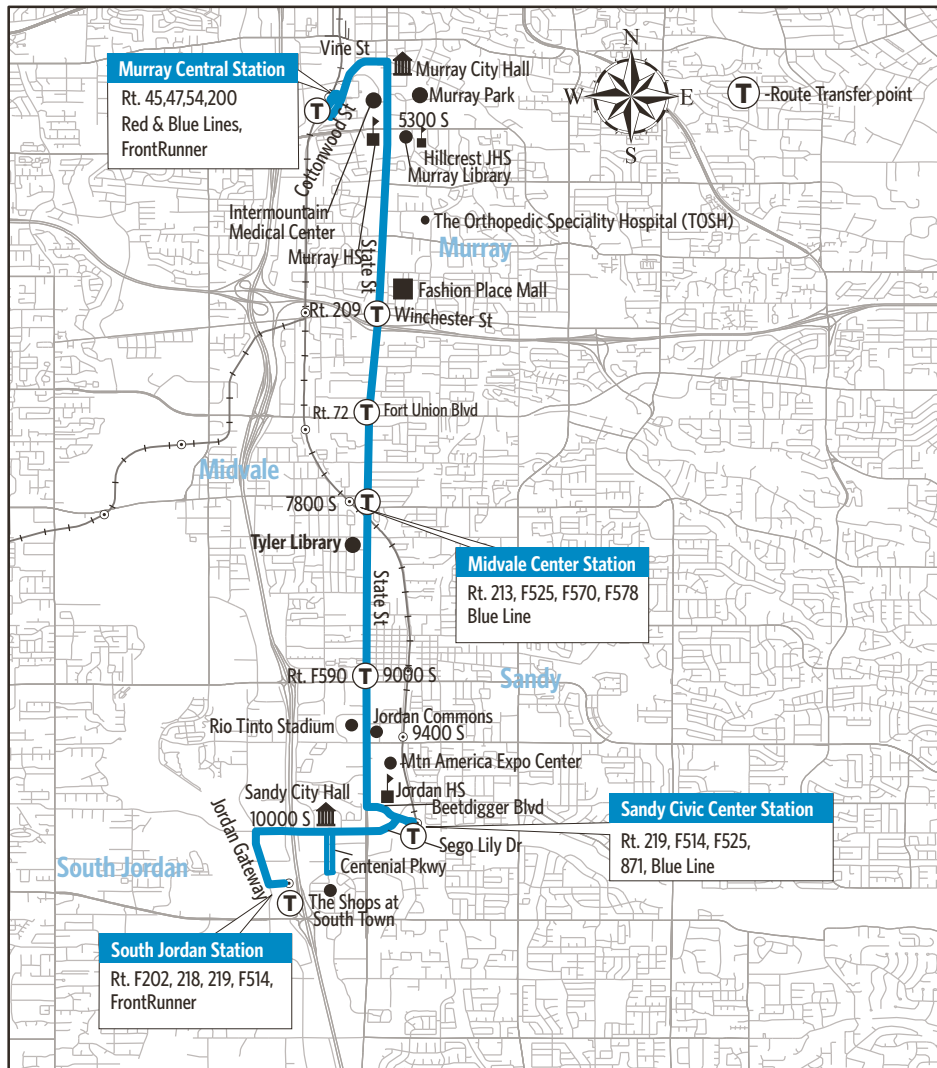 Vine St
N
W
E
S
T
-Route Transfer point
Murray Central Station
Rt. 45,47,54,200
Red & Blue Lines,
FrontRunner
T
Cottonwood St
Murray City Hall
Murray Park
5300 S
Hillcrest JHS
Murray Library
Intermountain
Medical Center
Murray HS
The Orthopedic Speciality Hospital (TOSH)
Murray
State St
Fashion Place Mall
Rt. 209
T
Winchester St
Rt. 72
T
Fort Union Blvd
Midvale
7800 S
T
Tyler Library
Midvale Center Station
Rt. 213, F525, F570, F578
Blue Line
State St
Rt. F590
T
9000 S
Sandy
Rio Tinto Stadium
Jordan Commons
9400 S
Mtn America Expo Center
Jordan HS
Beetdigger Blvd
Sandy City Hall
10000 S
T
Sego Lily Dr
Sandy Civic Center Station
Rt. 219, F514, F525,
871, Blue Line
Jordan Gateway
Centenial Pkwy
South Jordan
T
The Shops at
South Town
South Jordan Station
Rt. F202, 218, 219, F514,
FrontRunner